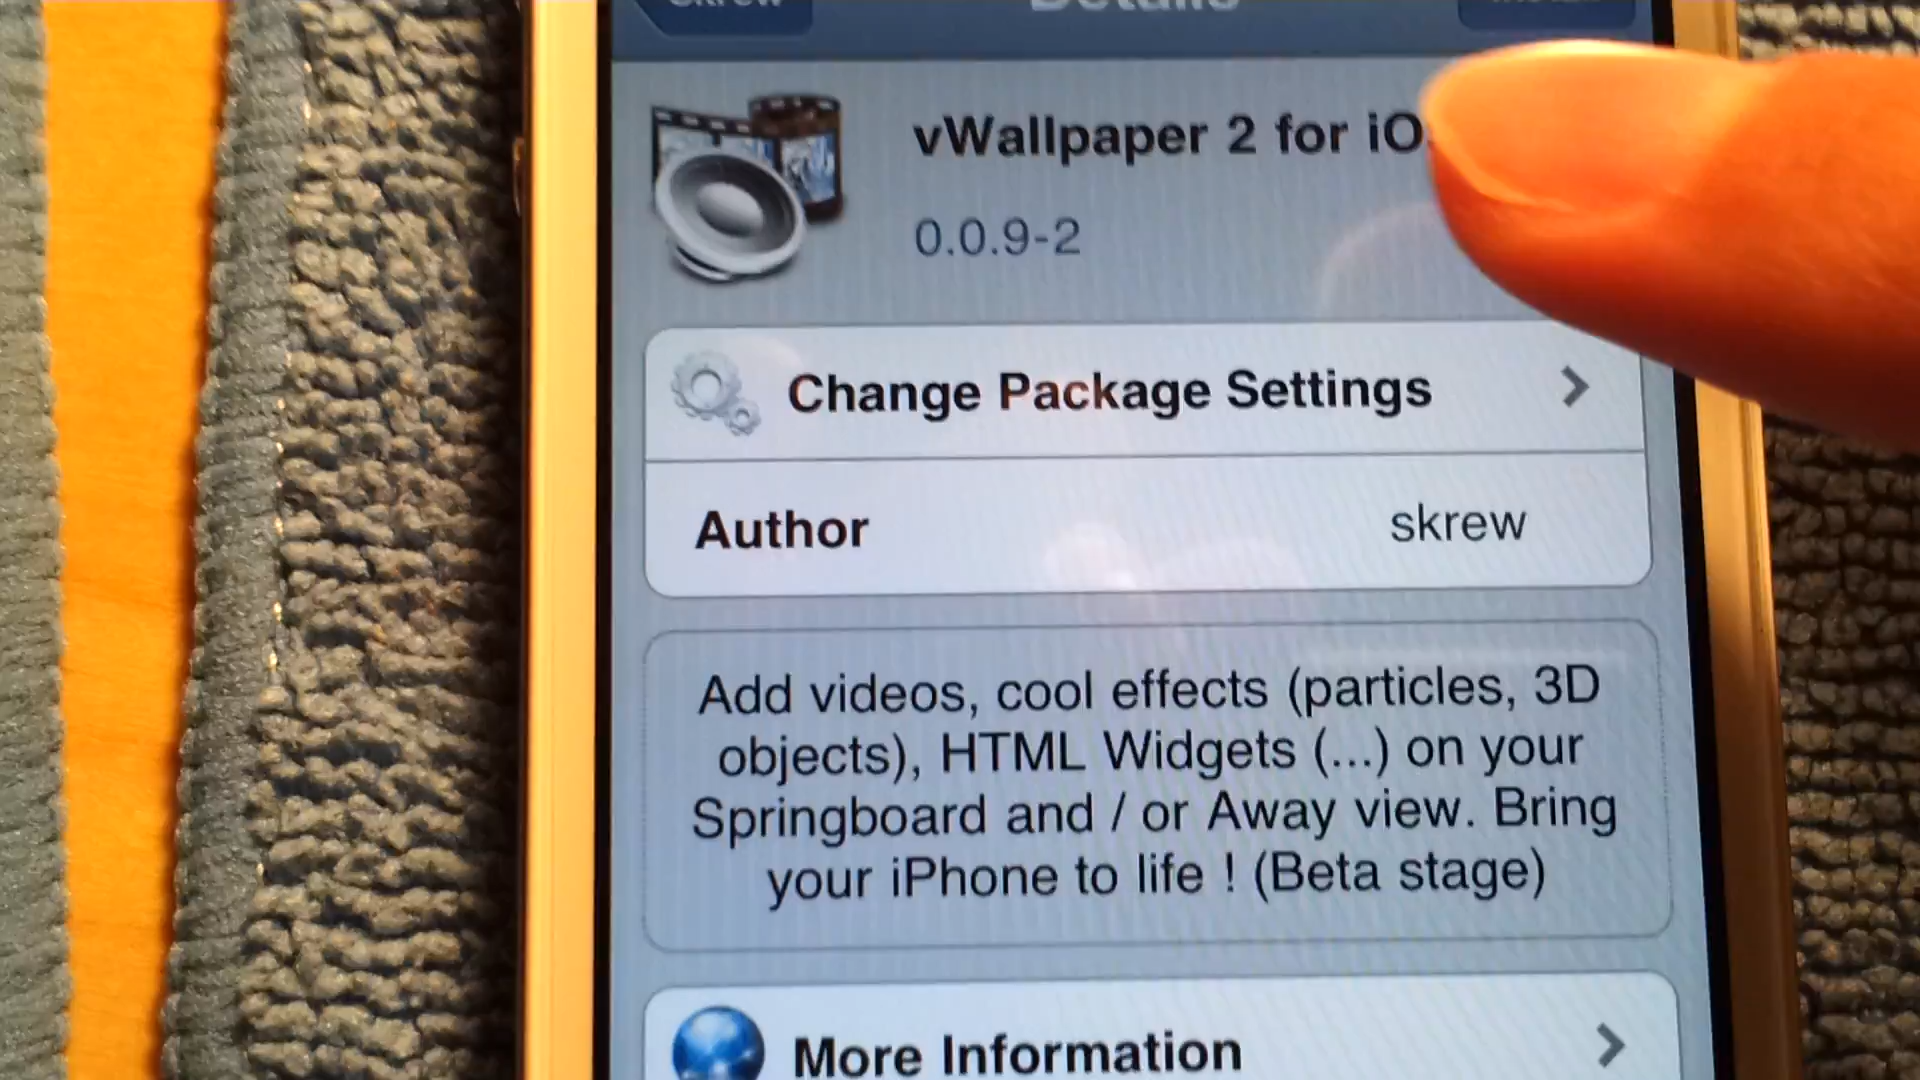 Skrew
Details
vWallpaper 2 for iO
0.0.9-2
Change Package Settings
Author
skrew
Add videos, cool effects (particles, 3D
objects), HTML Widgets (...) on your
Springboard and / or Away view. Bring
your iPhone to life ! (Beta stage)
More Information